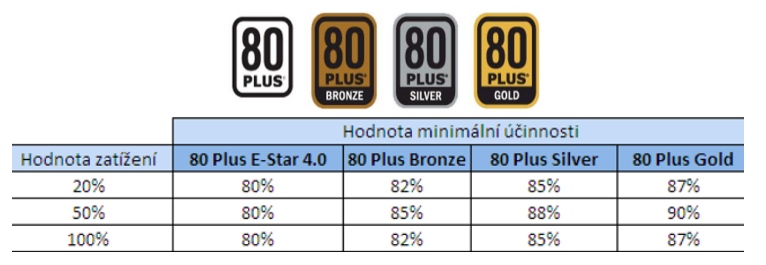 80 80 80 80
PLUS® PLUS® PLUS® PLUS®
BRONZE SILVER GOLD
Hodnota minimální účinnosti
Hodnota zatížení 80 Plus E-Star 4.0 80 Plus Bronze 80 Plus Silver 80 Plus Gold
20% 80% 82% 85% 87%
50% 80% 85% 88% 90%
100% 80% 82% 85% 87%